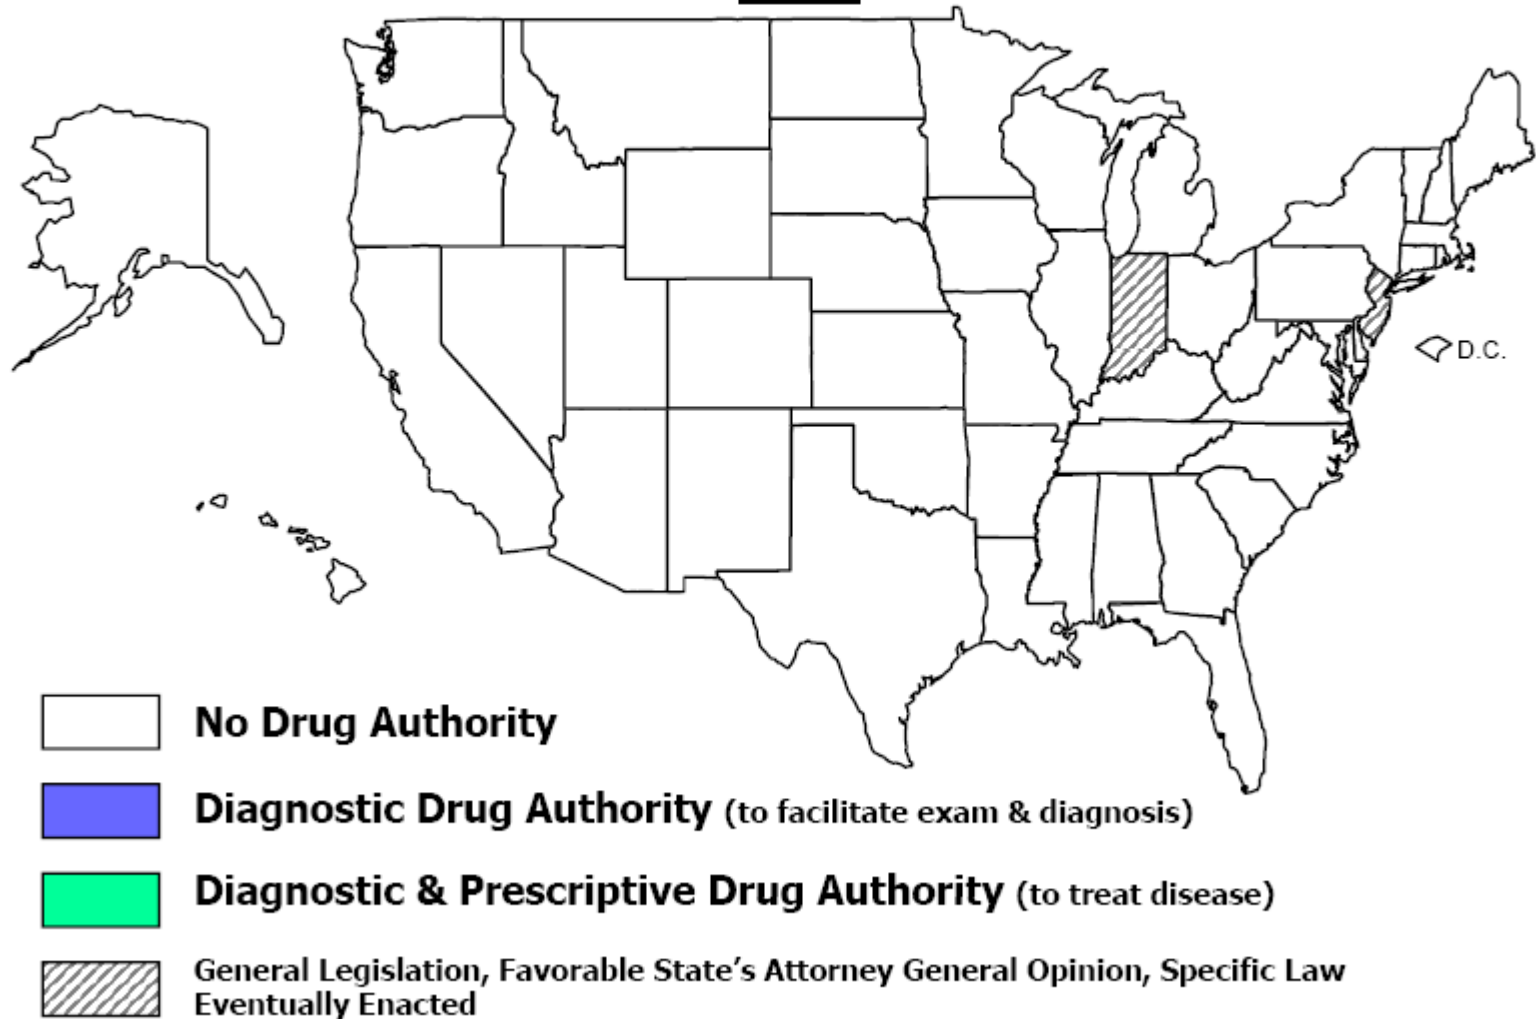 D.C.
No Drug Authority
Diagnostic Drug Authority (to facilitate exam & diagnosis)
Diagnostic & Prescriptive Drug Authority (to treat disease)
General Legislation, Favorable State’s Attorney General Opinion, Specific Law
Eventually Enacted